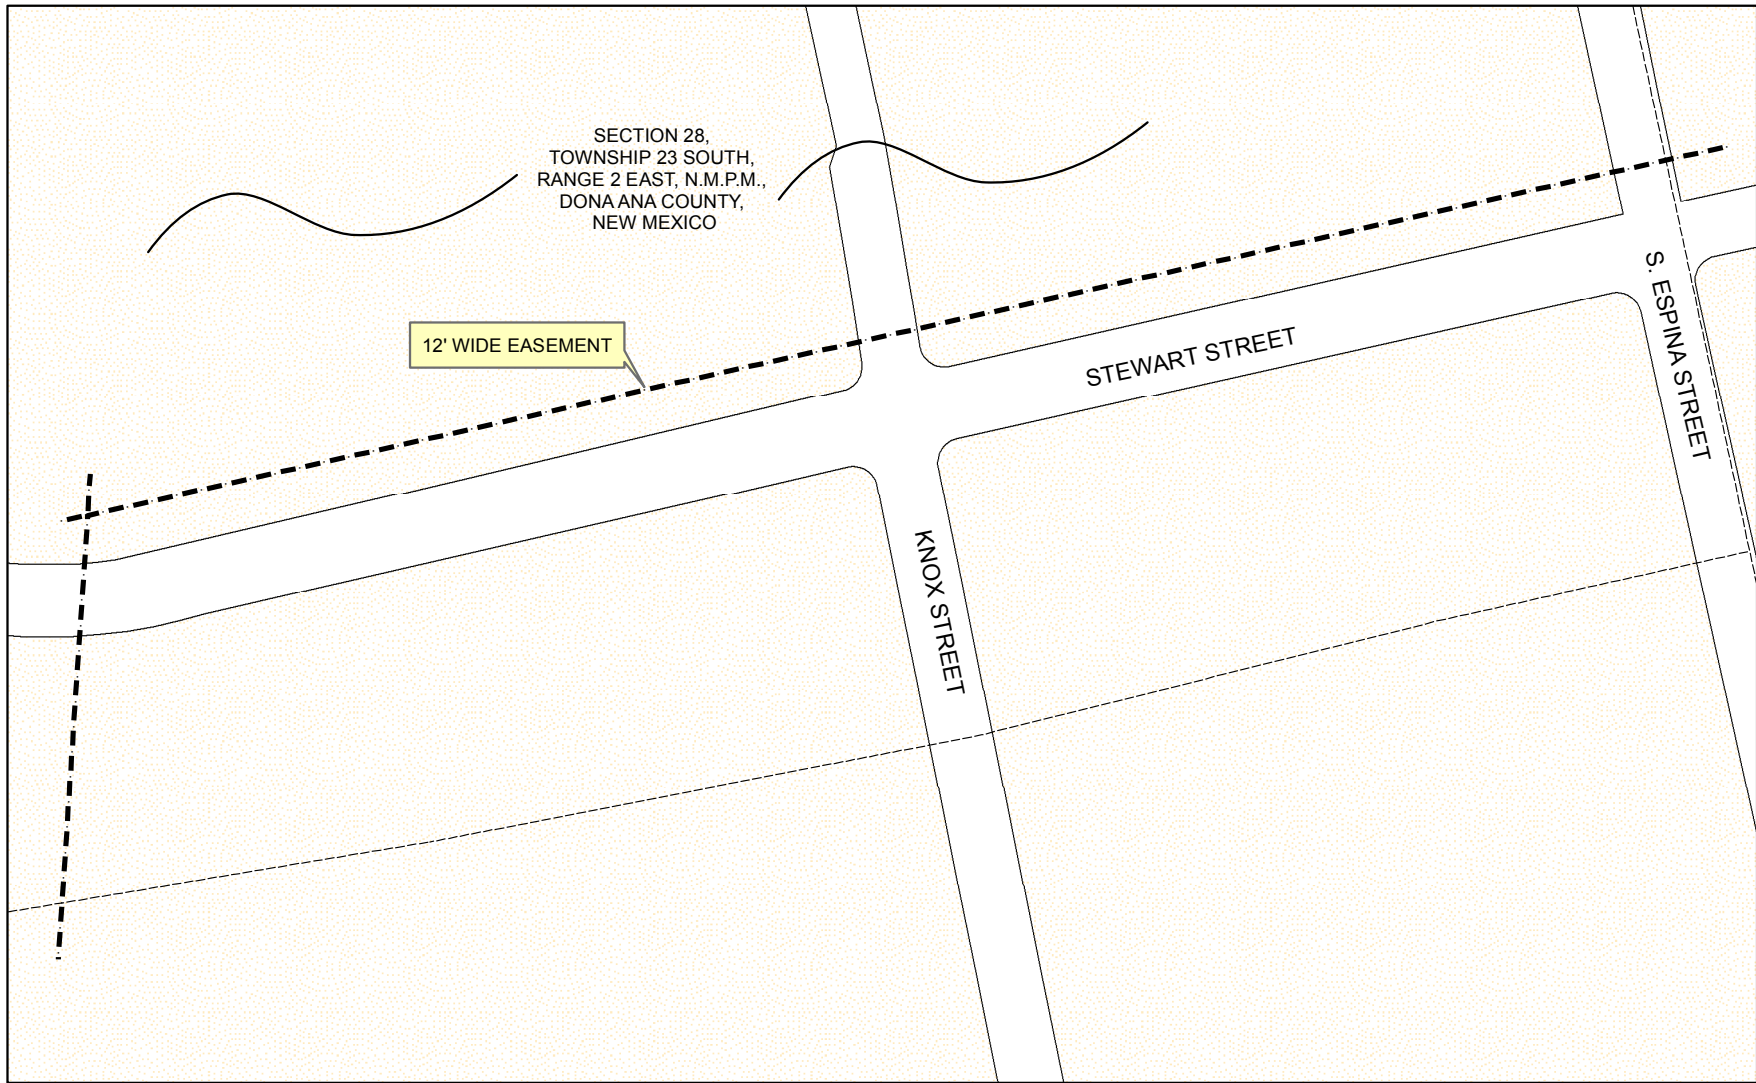 SECTION 28,
TOWNSHIP 23 SOUTH,
RANGE 2 EAST, N.M.P.M.,
DONA ANA COUNTY,
NEW MEXICO
12' WIDE EASEMENT
STEWART STREET
S. ESPINA STREET
KNOX STREET